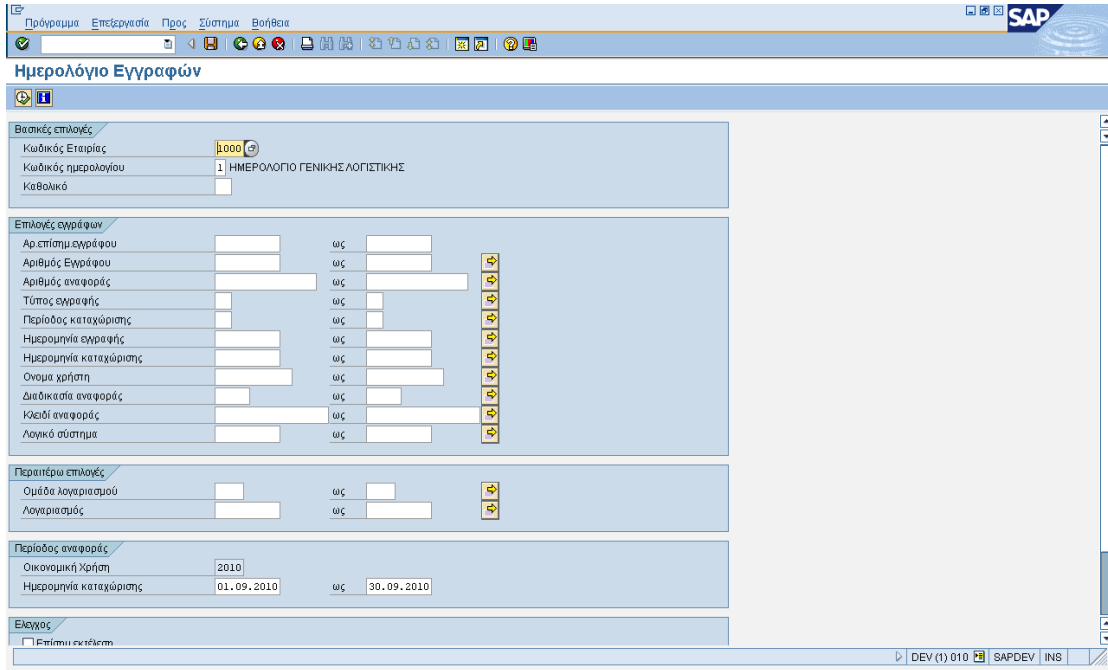 Πρόγραμμα Επεξεργασία Προς Σύστημα Βοήθεια
SAP
Ημερολόγιο Εγγραφών
Βασικές επιλογές
Κωδικός Εταιρίας 1000
Κωδικός ημερολογίου 1 ΗΜΕΡΟΛΟΓΙΟ ΓΕΝΙΚΗΣ ΛΟΓΙΣΤΙΚΗΣ
Καθολικό
Επιλογές εγγράφων
Αρ.επίσημ.εγγράφου ως
Αριθμός Εγγράφου ως
Αριθμός αναφοράς ως
Τύπος εγγραφής ως
Περίοδος καταχώρισης ως
Ημερομηνία εγγραφής ως
Ημερομηνία καταχώρισης ως
Ονομα χρήστη ως
Διαδικασία αναφοράς ως
Κλειδί αναφοράς ως
Λογικό σύστημα ως
Περαιτέρω επιλογές
Ομάδα λογαριασμού ως
Λογαριασμός ως
Περίοδος αναφοράς
Οικονομική Χρήση 2010
Ημερομηνία καταχώρισης 01.09.2010 ως 30.09.2010
Ελεγχος
Επίσημ εκτέλεση
DEV (1) 010 SAPDEV INS